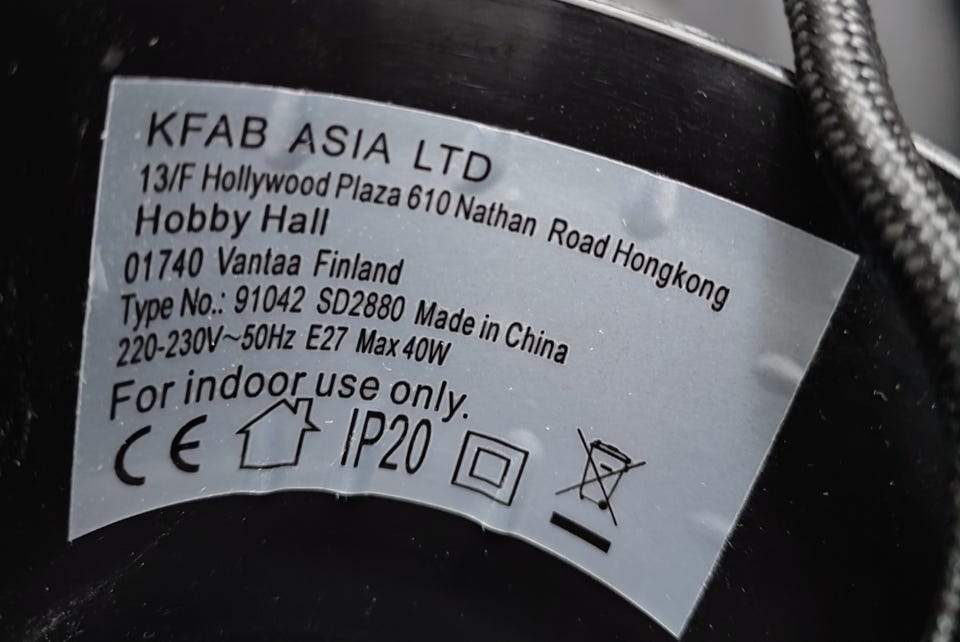 KFAB ASIA LTD
13/F Hollywood Plaza 610 Nathan Road Hongkong
Hobby Hall
01740 Vantaa Finland
Type No.: 91042 SD2880 Made in China
220-230V~50Hz E27 Max 40W
For indoor use only.
CE IP20